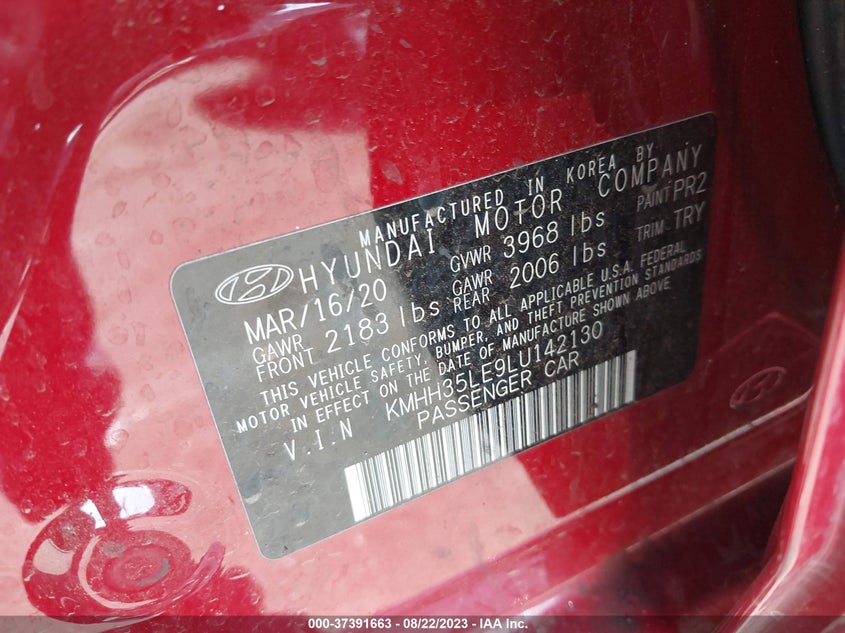 MANUFACTURED IN KOREA BY
HYUNDAI MOTOR COMPANY
MAR/16/20 GVWR 3968 lbs PAINT PR2
GAWR FRONT 2183 lbs GAWR REAR 2006 lbs TRIM TRY
THIS VEHICLE CONFORMS TO ALL APPLICABLE U.S.A. FEDERAL
MOTOR VEHICLE SAFETY, BUMPER, AND THEFT PREVENTION STANDARDS
IN EFFECT ON THE DATE OF MANUFACTURE SHOWN ABOVE
V.I.N KMHH35LE9LU142130
PASSENGER CAR
000-37391663 - 08/22/2023 - IAA Inc.